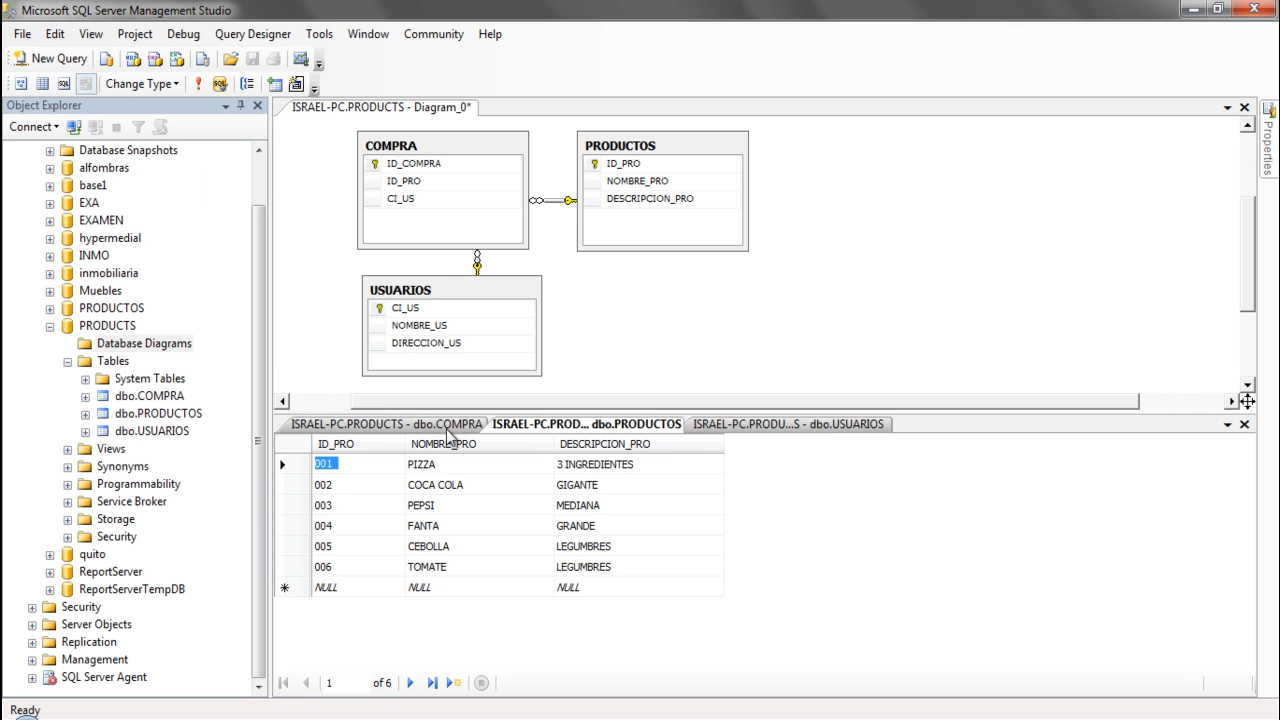 Microsoft SQL Server Management Studio
File Edit View Project Debug Query Designer Tools Window Community Help
New Query
Change Type
Object Explorer
Connect
Database Snapshots
alfombras
base1
EXA
EXAMEN
hypermedial
INMO
inmobiliaria
Muebles
PRODUCTOS
PRODUCTS
Database Diagrams
Tables
System Tables
dbo.COMPRA
dbo.PRODUCTOS
dbo.USUARIOS
Views
Synonyms
Programmability
Service Broker
Storage
Security
quito
ReportServer
ReportServerTempDB
Security
Server Objects
Replication
Management
SQL Server Agent
ISRAEL-PC.PRODUCTS - Diagram_0*
COMPRA
ID_COMPRA
ID_PRO
CI_US
PRODUCTOS
ID_PRO
NOMBRE_PRO
DESCRIPCION_PRO
USUARIOS
CI_US
NOMBRE_US
DIRECCION_US
Properties
ISRAEL-PC.PRODUCTS - dbo.COMPRA ISRAEL-PC.PROD... dbo.PRODUCTOS ISRAEL-PC.PRODU...S - dbo.USUARIOS
ID_PRO NOMBRE_PRO DESCRIPCION_PRO
001 PIZZA 3 INGREDIENTES
002 COCA COLA GIGANTE
003 PEPSI MEDIANA
004 FANTA GRANDE
005 CEBOLLA LEGUMBRES
006 TOMATE LEGUMBRES
NULL NULL NULL
1 of 6
Ready